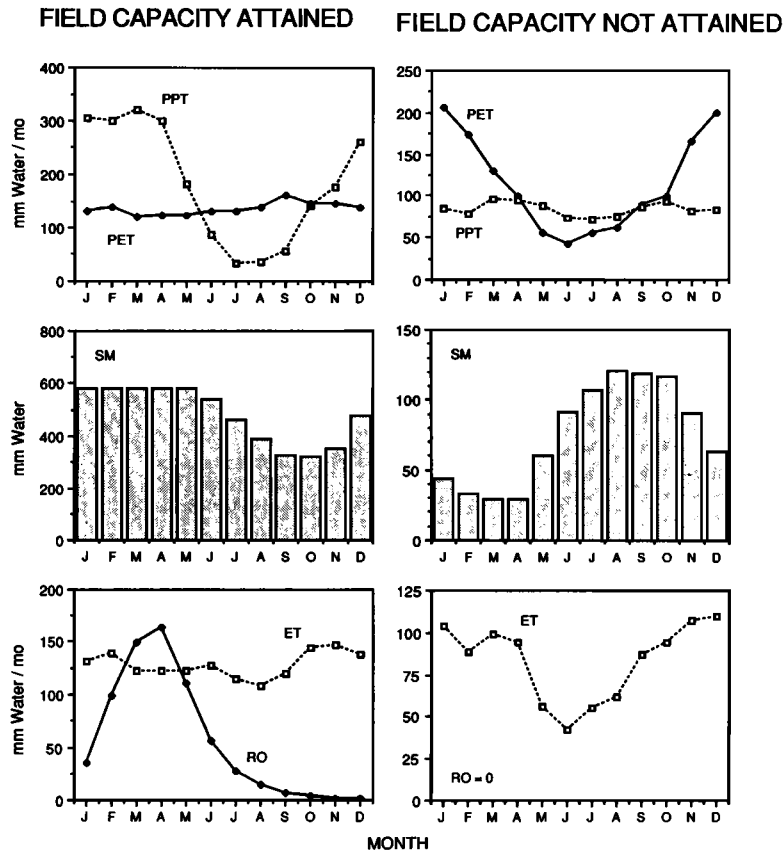 FIELD CAPACITY ATTAINED
FIELD CAPACITY NOT ATTAINED
mm Water / mo
400
300
200
100
0
PPT
PET
J F M A M J J A S O N D
250
200
150
100
50
0
PET
PPT
J F M A M J J A S O N D
mm Water
800
600
400
200
0
SM
J F M A M J J A S O N D
150
100
50
0
SM
J F M A M J J A S O N D
mm Water / mo
200
150
100
50
0
ET
RO
J F M A M J J A S O N D
125
100
75
50
25
0
ET
RO = 0
J F M A M J J A S O N D
MONTH